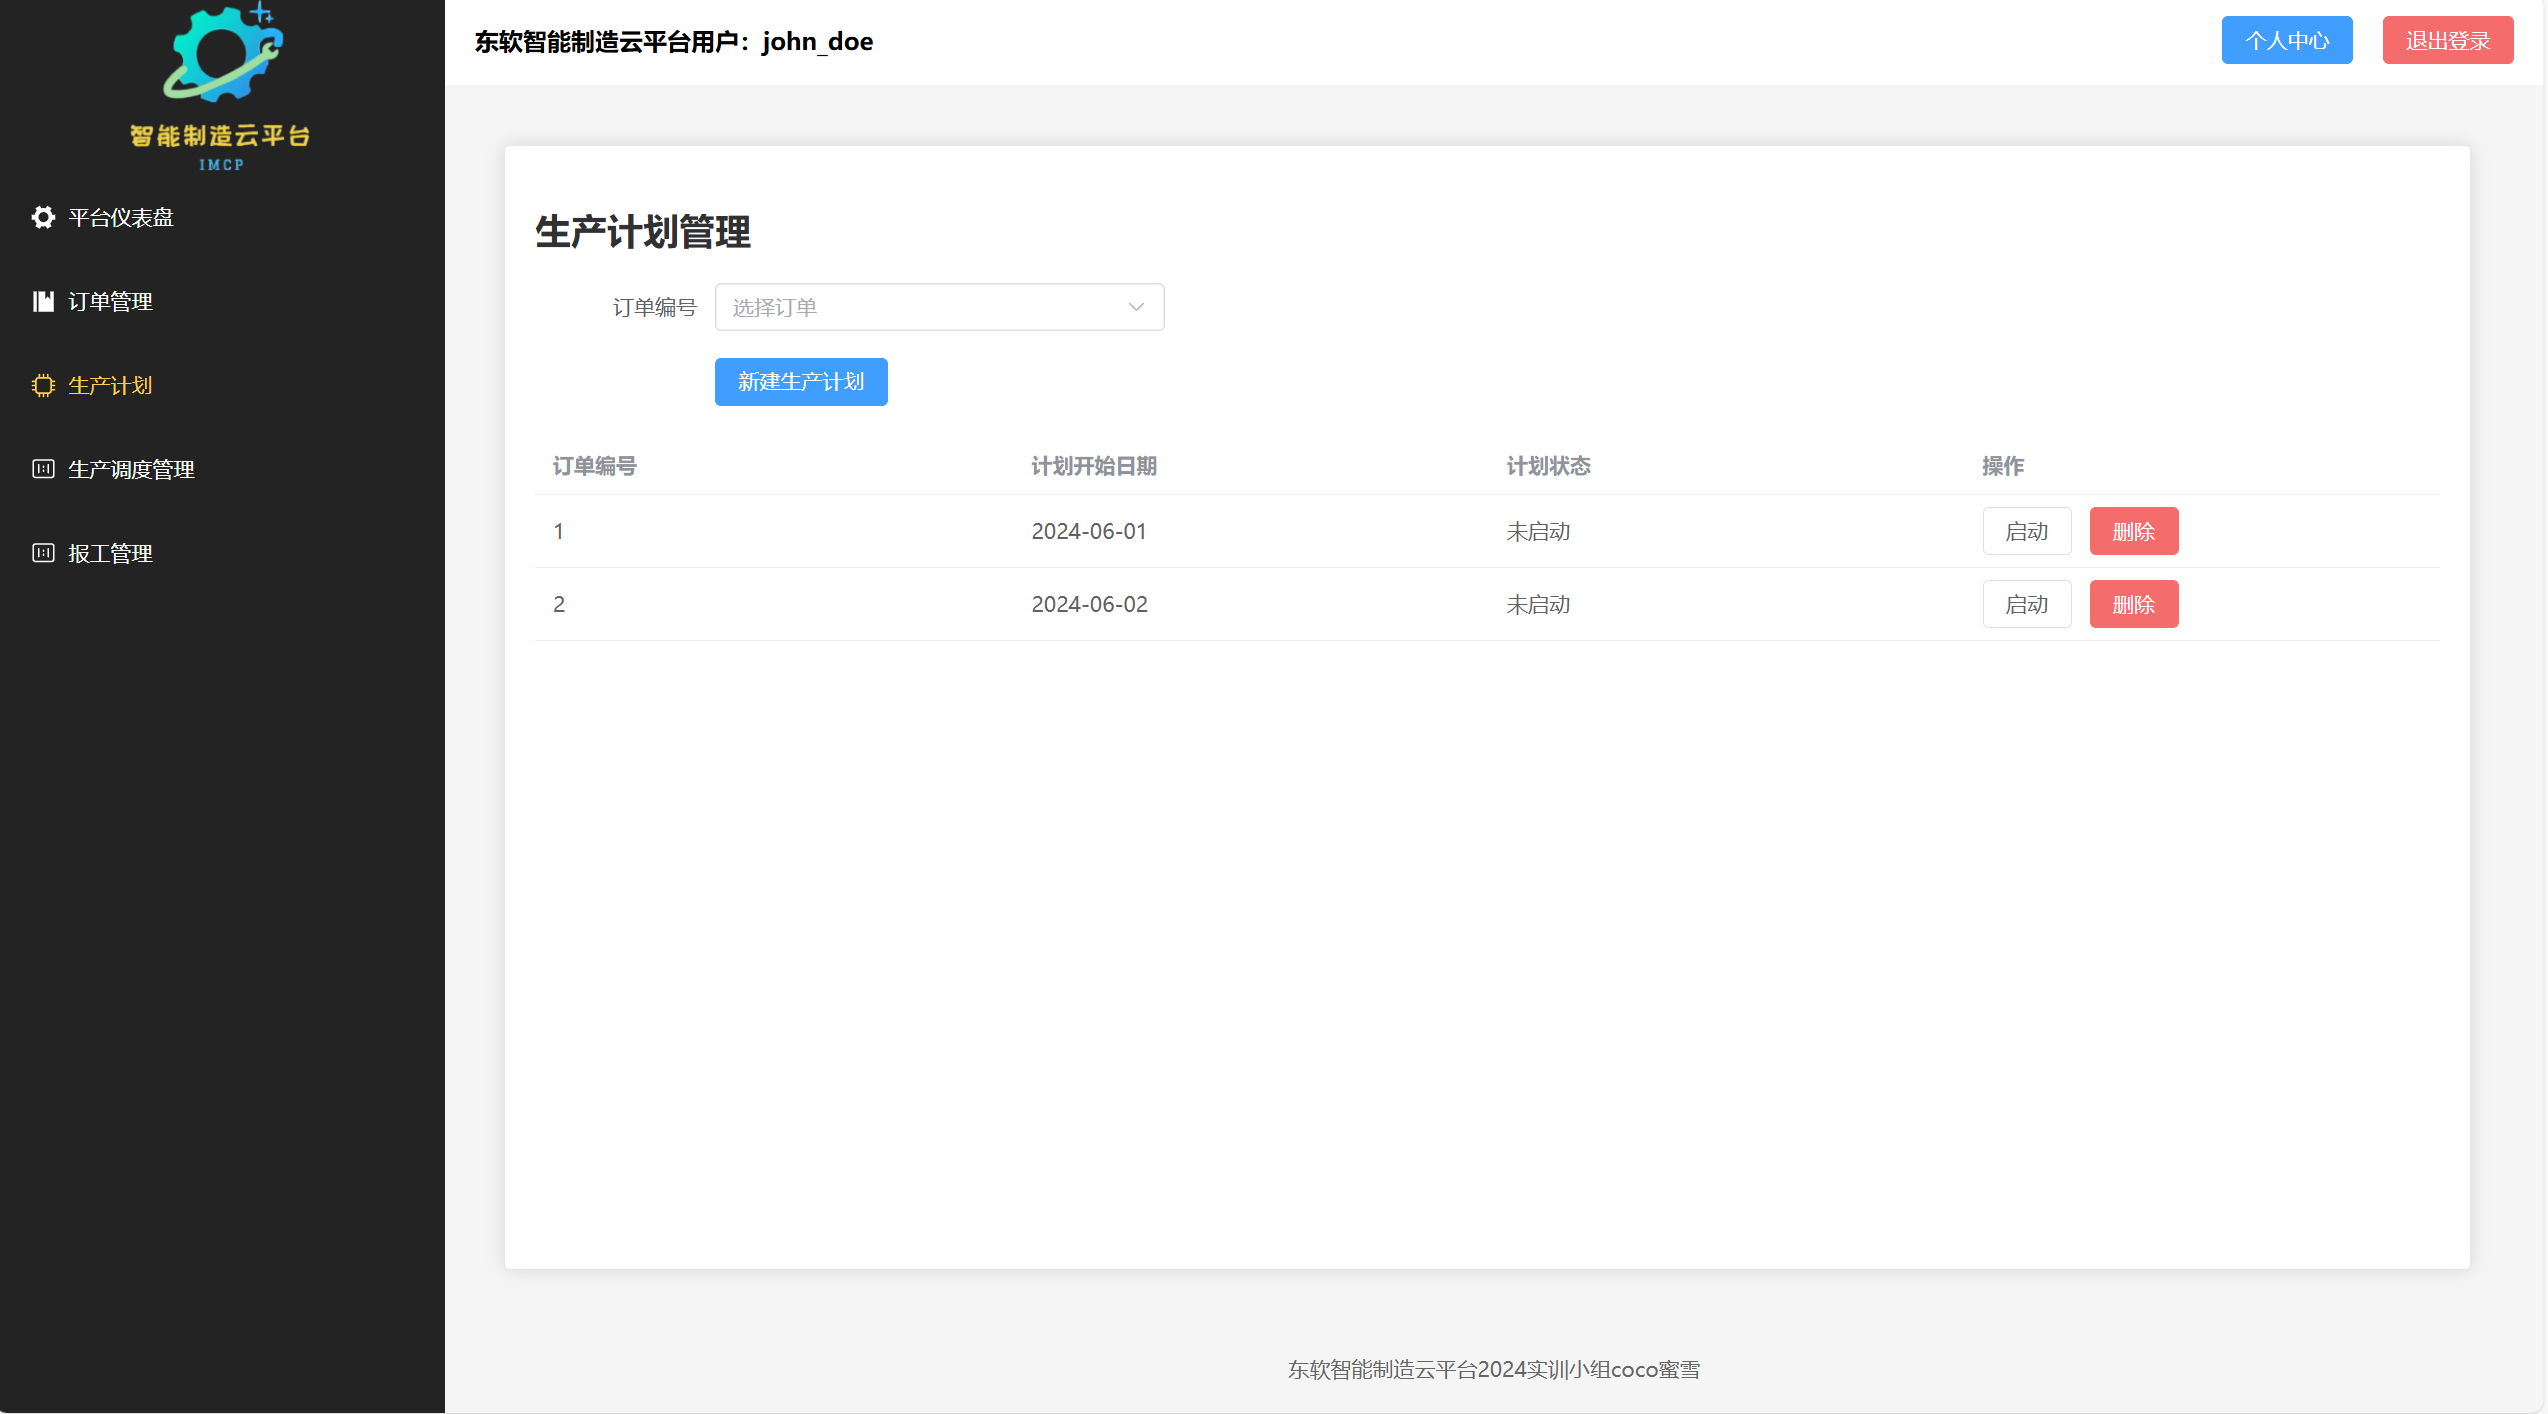 智能制造云平台
IMCP
平台仪表盘
订单管理
生产计划
生产调度管理
报工管理
东软智能制造云平台用户：john_doe
个人中心
退出登录
生产计划管理
订单编号 选择订单
新建生产计划
订单编号 计划开始日期 计划状态 操作
1 2024-06-01 未启动 启动 删除
2 2024-06-02 未启动 启动 删除
东软智能制造云平台2024实训小组coco蜜雪